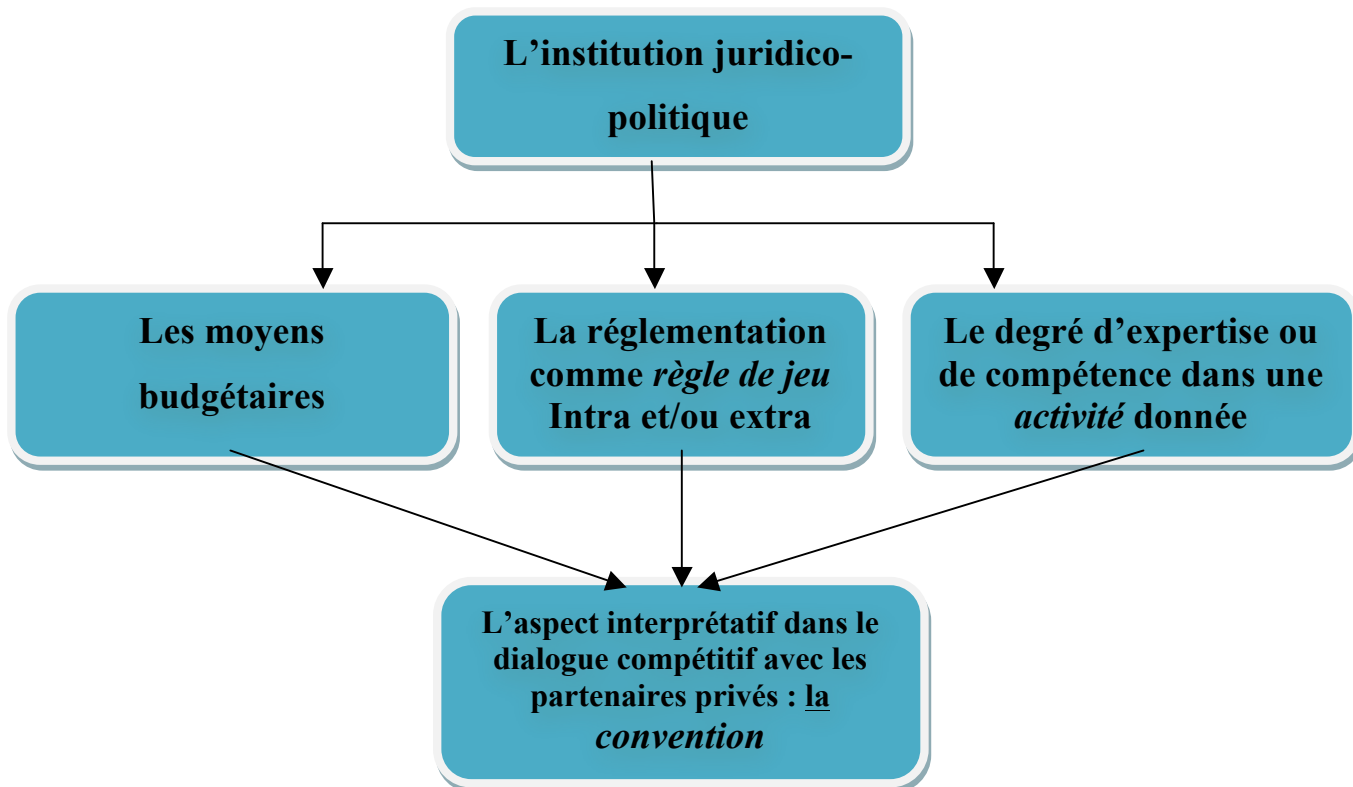 L’institution juridico-
politique
Les moyens
budgétaires
La réglementation
comme règle de jeu
Intra et/ou extra
Le degré d’expertise ou
de compétence dans une
activité donnée
L’aspect interprétatif dans le
dialogue compétitif avec les
partenaires privés : la
convention